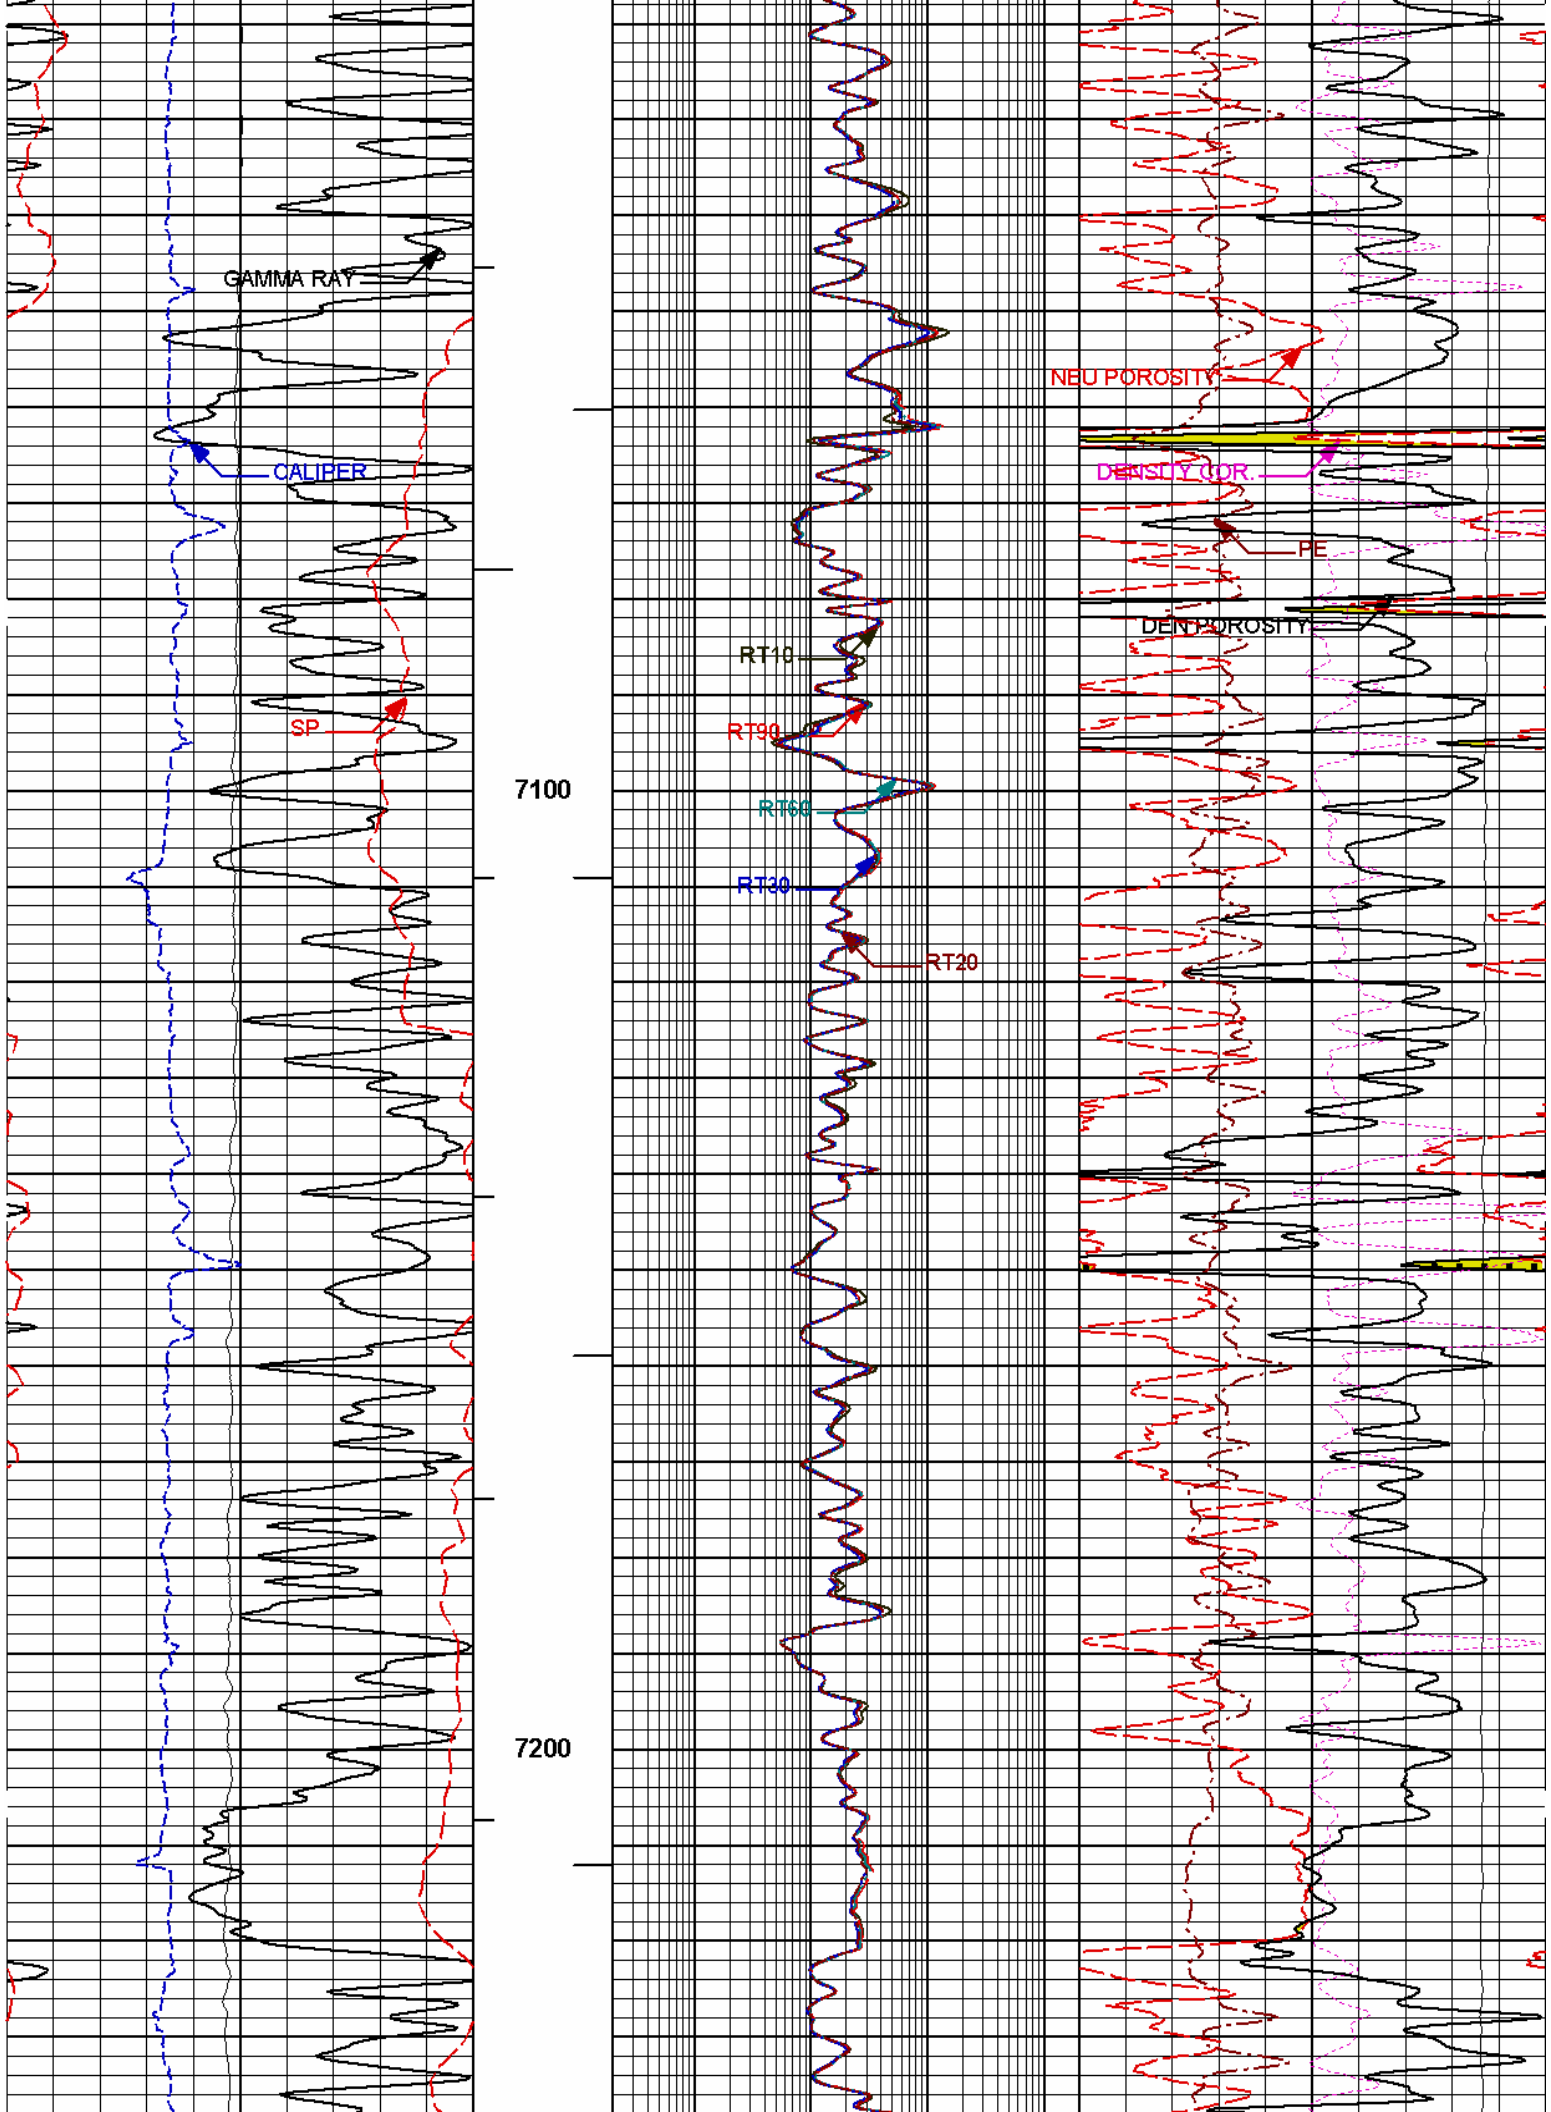 GAMMA RAY
NEU POROSITY
CALIPER
DENSITY COR.
PE
DEN POROSITY
RT10
SP
RT90
7100
RT60
RT30
RT20
7200